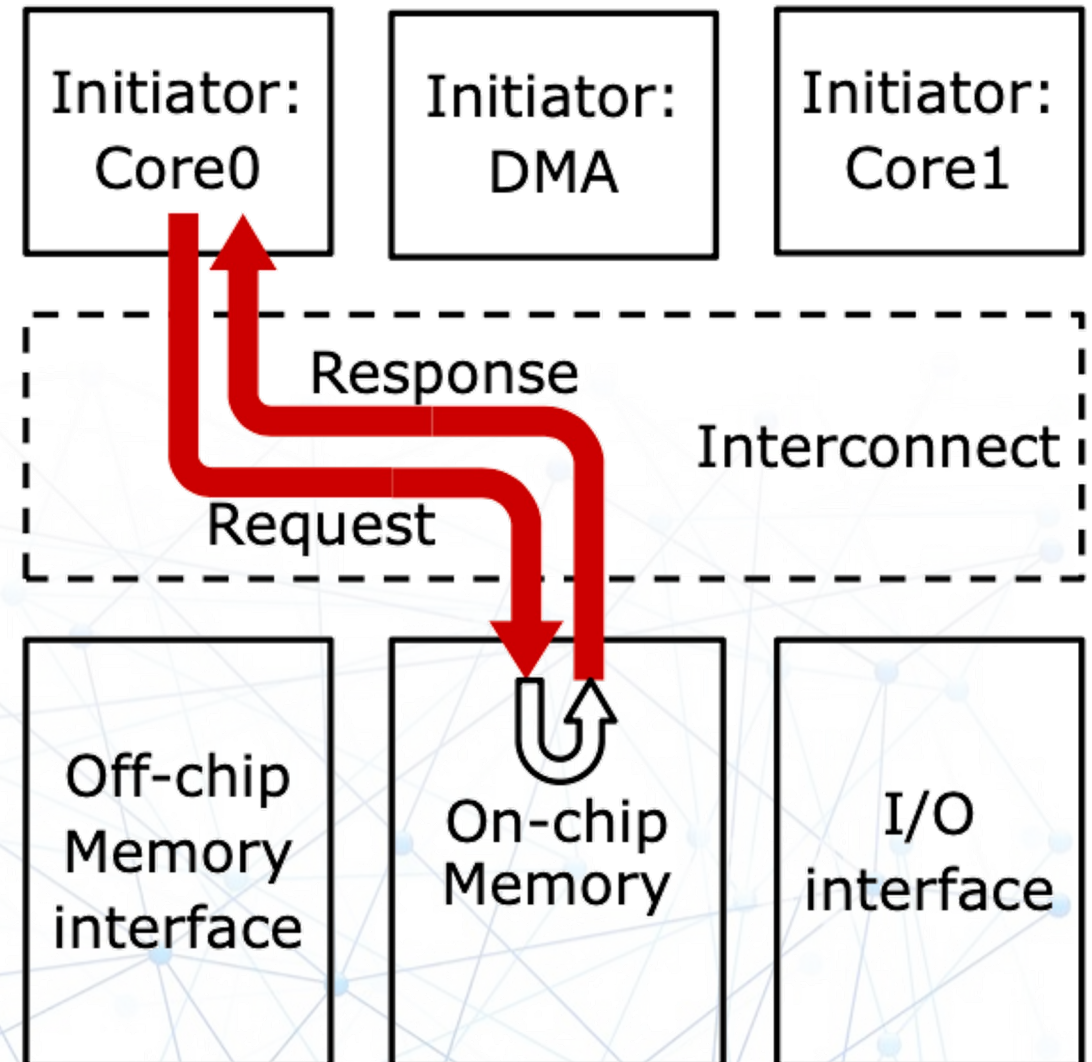 Initiator:
Core0
Initiator:
DMA
Initiator:
Core1
Response
Interconnect
Request
Off-chip
Memory
interface
On-chip
Memory
I/O
interface